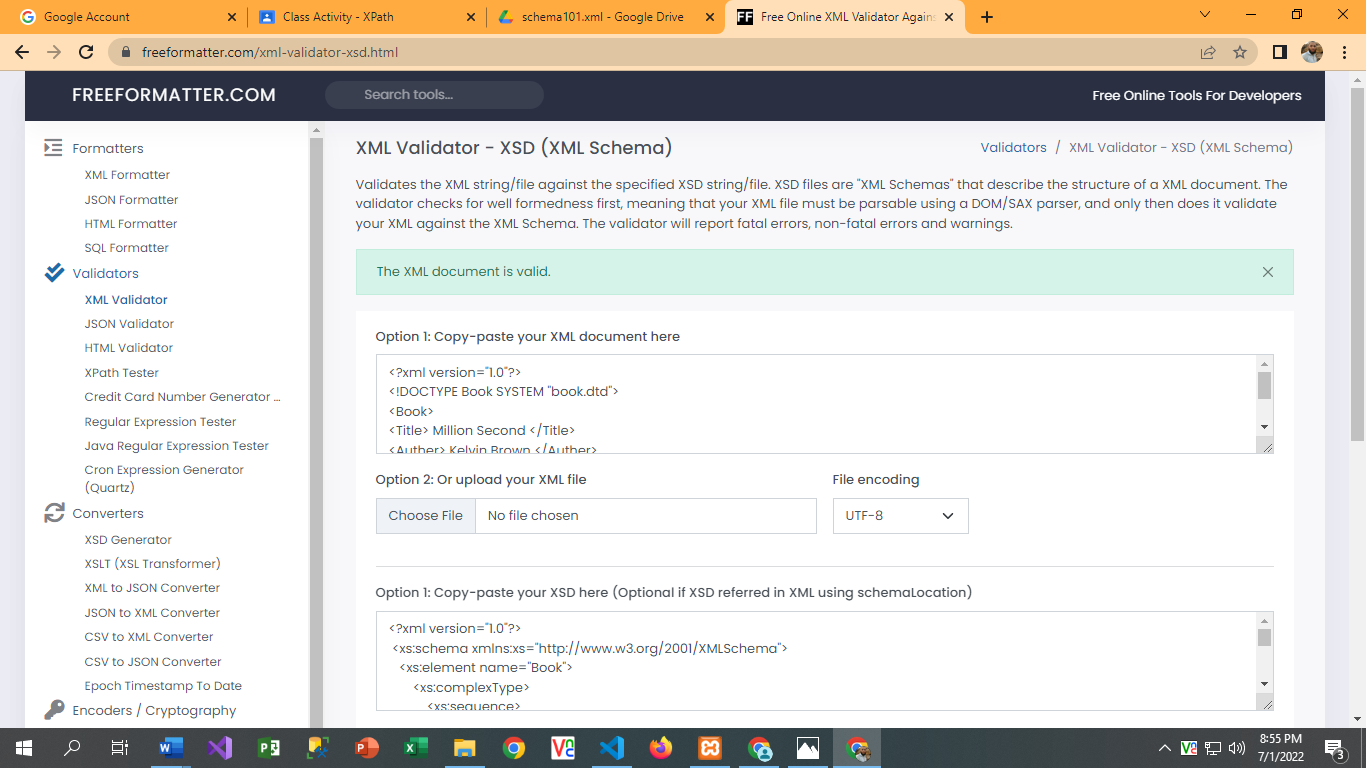 Google Account
Class Activity - XPath
schema101.xml - Google Drive
Free Online XML Validator Agains
freeformatter.com/xml-validator-xsd.html
FREEFORMATTER.COM
Search tools...
Free Online Tools For Developers
Formatters
XML Formatter
JSON Formatter
HTML Formatter
SQL Formatter
Validators
XML Validator
JSON Validator
HTML Validator
XPath Tester
Credit Card Number Generator ...
Regular Expression Tester
Java Regular Expression Tester
Cron Expression Generator
(Quartz)
Converters
XSD Generator
XSLT (XSL Transformer)
XML to JSON Converter
JSON to XML Converter
CSV to XML Converter
CSV to JSON Converter
Epoch Timestamp To Date
Encoders / Cryptography
XML Validator - XSD (XML Schema)
Validators / XML Validator - XSD (XML Schema)
Validates the XML string/file against the specified XSD string/file. XSD files are "XML Schemas" that describe the structure of a XML document. The
validator checks for well formedness first, meaning that your XML file must be parsable using a DOM/SAX parser, and only then does it validate
your XML against the XML Schema. The validator will report fatal errors, non-fatal errors and warnings.
The XML document is valid.
Option 1: Copy-paste your XML document here
<?xml version="1.0"?>
<!DOCTYPE Book SYSTEM "book.dtd">
<Book>
<Title> Million Second </Title>
<Auther> Kelvin Brown </Auther>
Option 2: Or upload your XML file
File encoding
Choose File
No file chosen
UTF-8
Option 1: Copy-paste your XSD here (Optional if XSD referred in XML using schemaLocation)
<?xml version="1.0"?>
<xs:schema xmlns:xs="http://www.w3.org/2001/XMLSchema">
<xs:element name="Book">
<xs:complexType>
<xs:sequence>
8:55 PM
7/1/2022
3